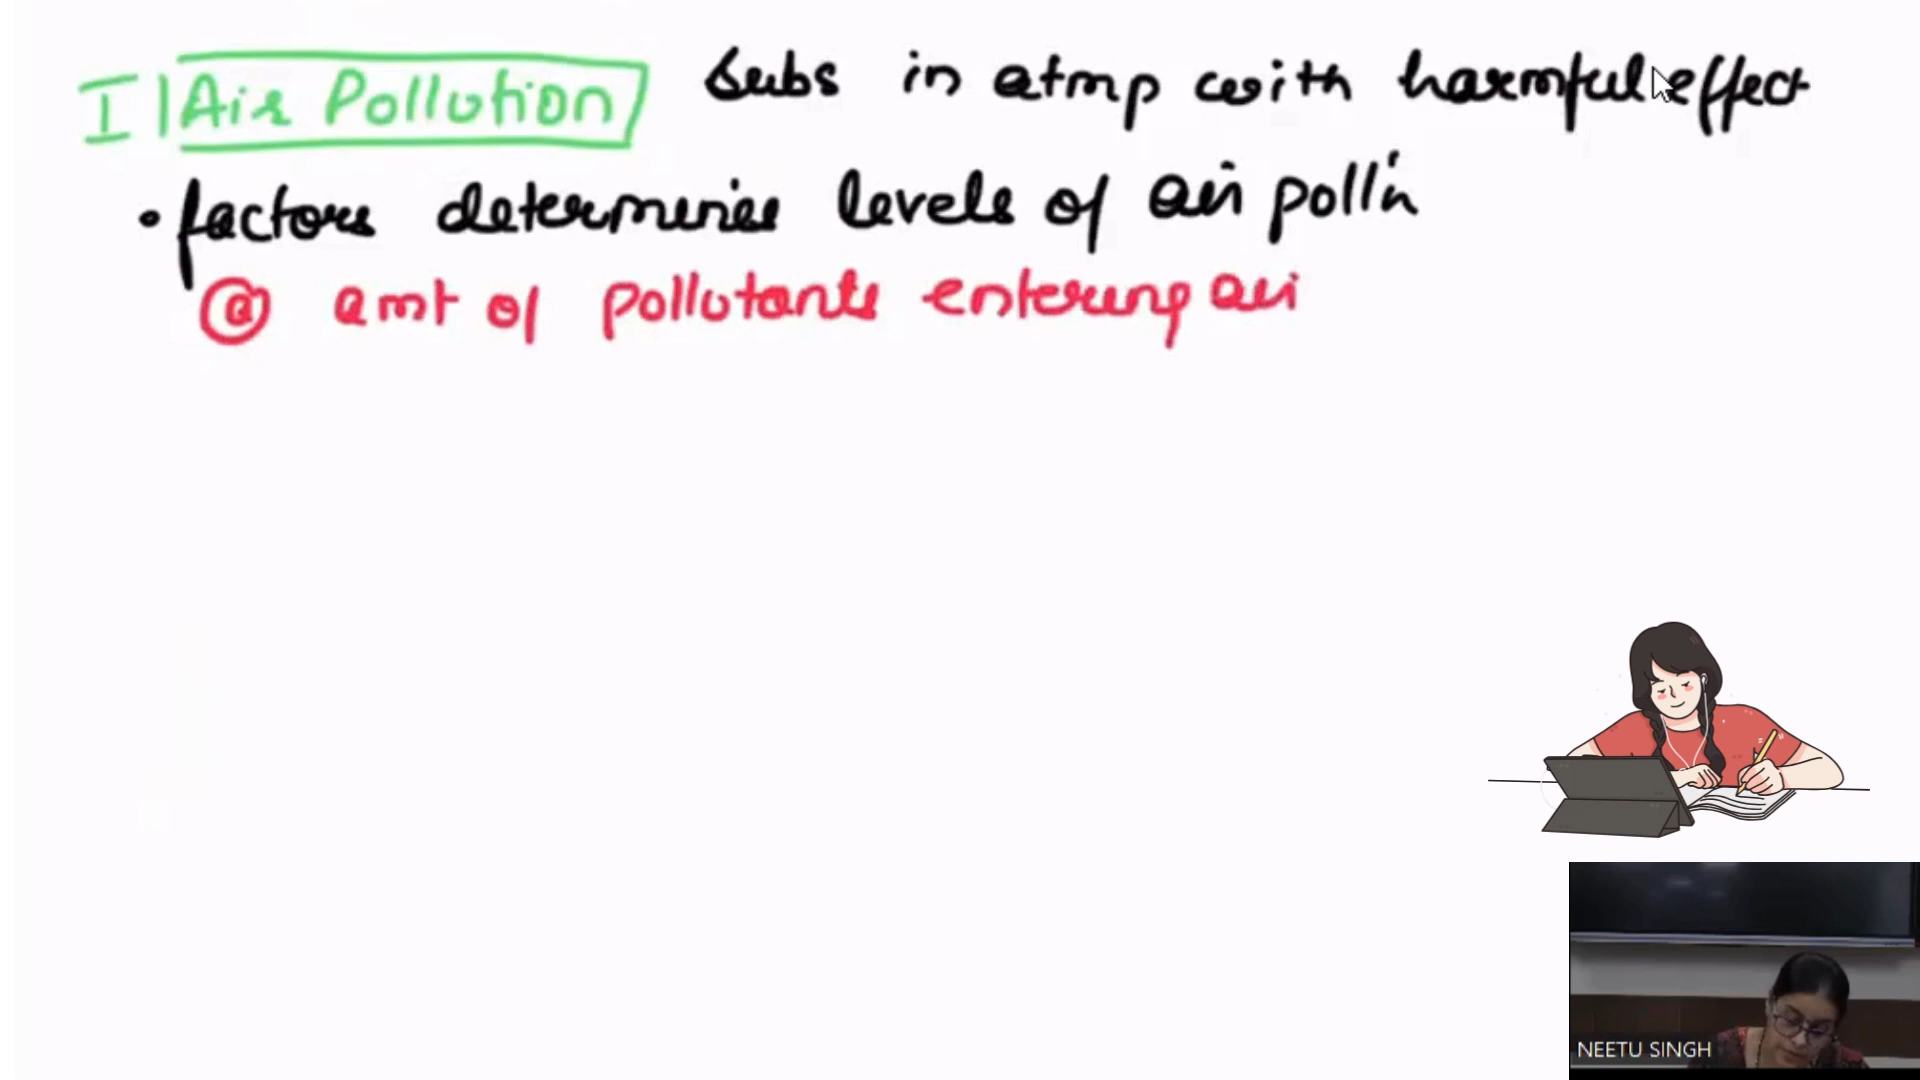 I | Air Pollution Subs in atmp with harmful effect
• factors determines levels of air poll'n
ⓐ amt of pollutants entering air
NEETU SINGH